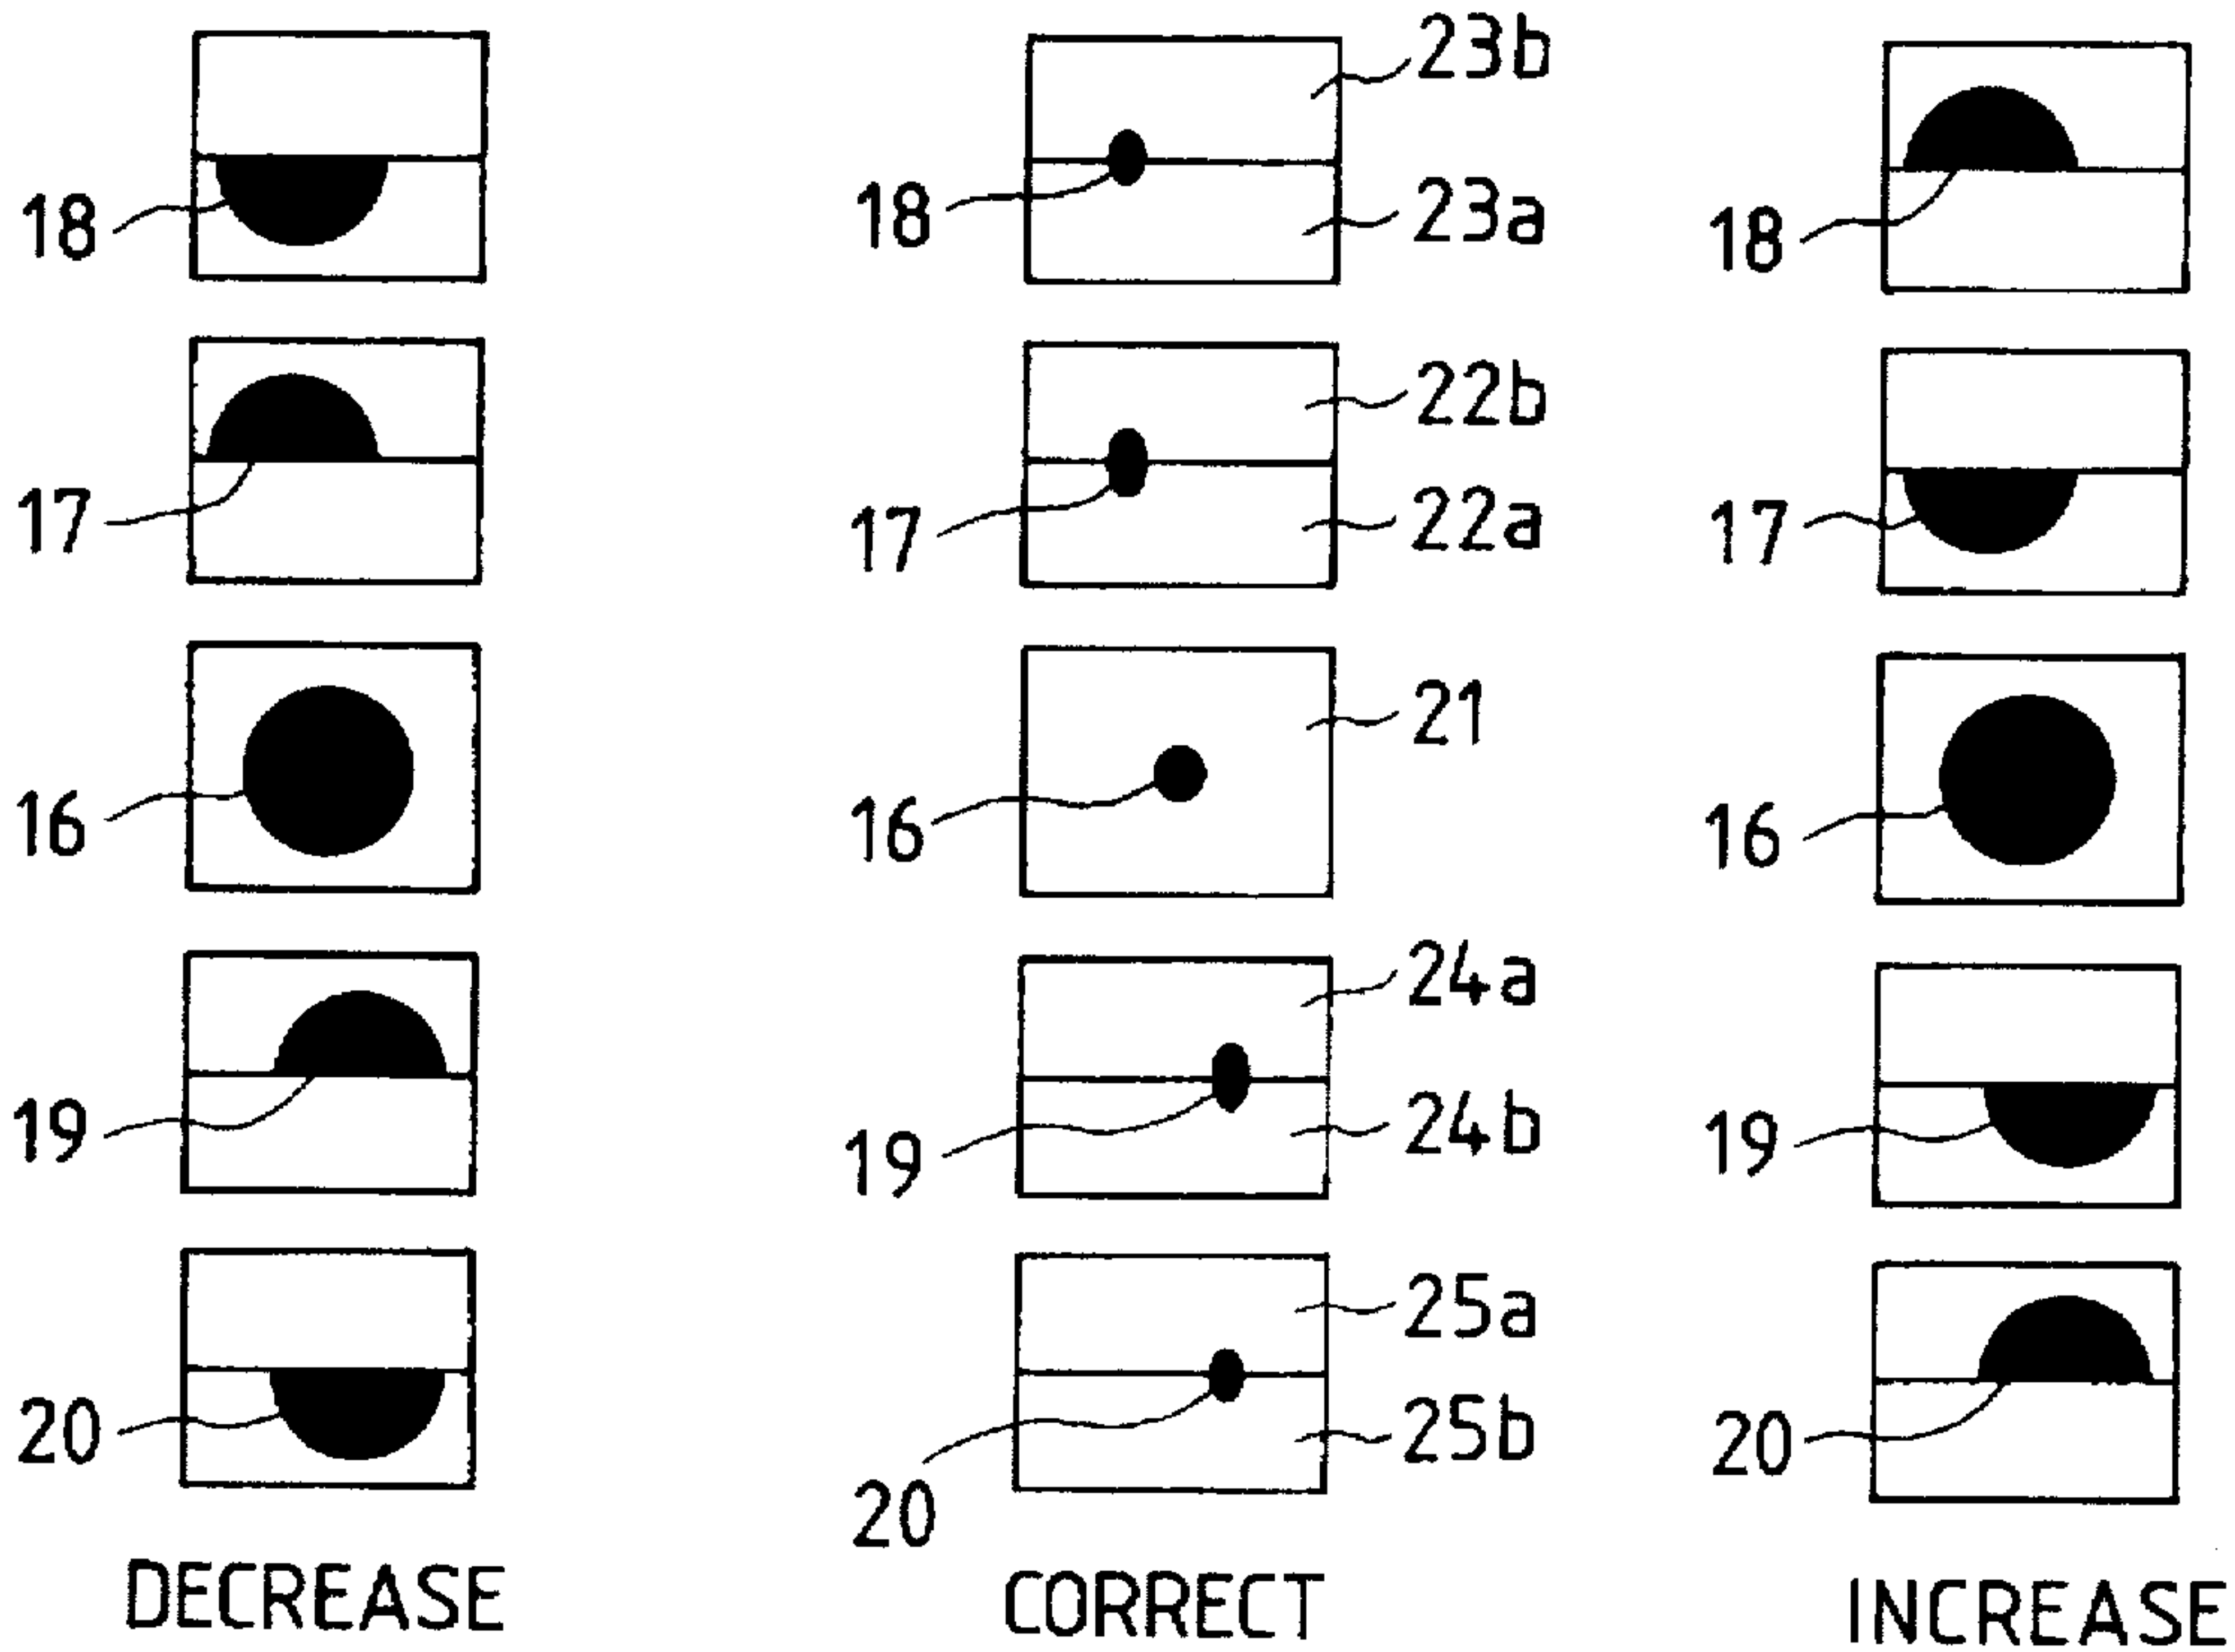 23b
18 18 23a 18
22b
17 17 22a 17
21
16 16 16
24a
19 19 24b 19
25a
20 20 25b 20
DECREASE CORRECT INCREASE